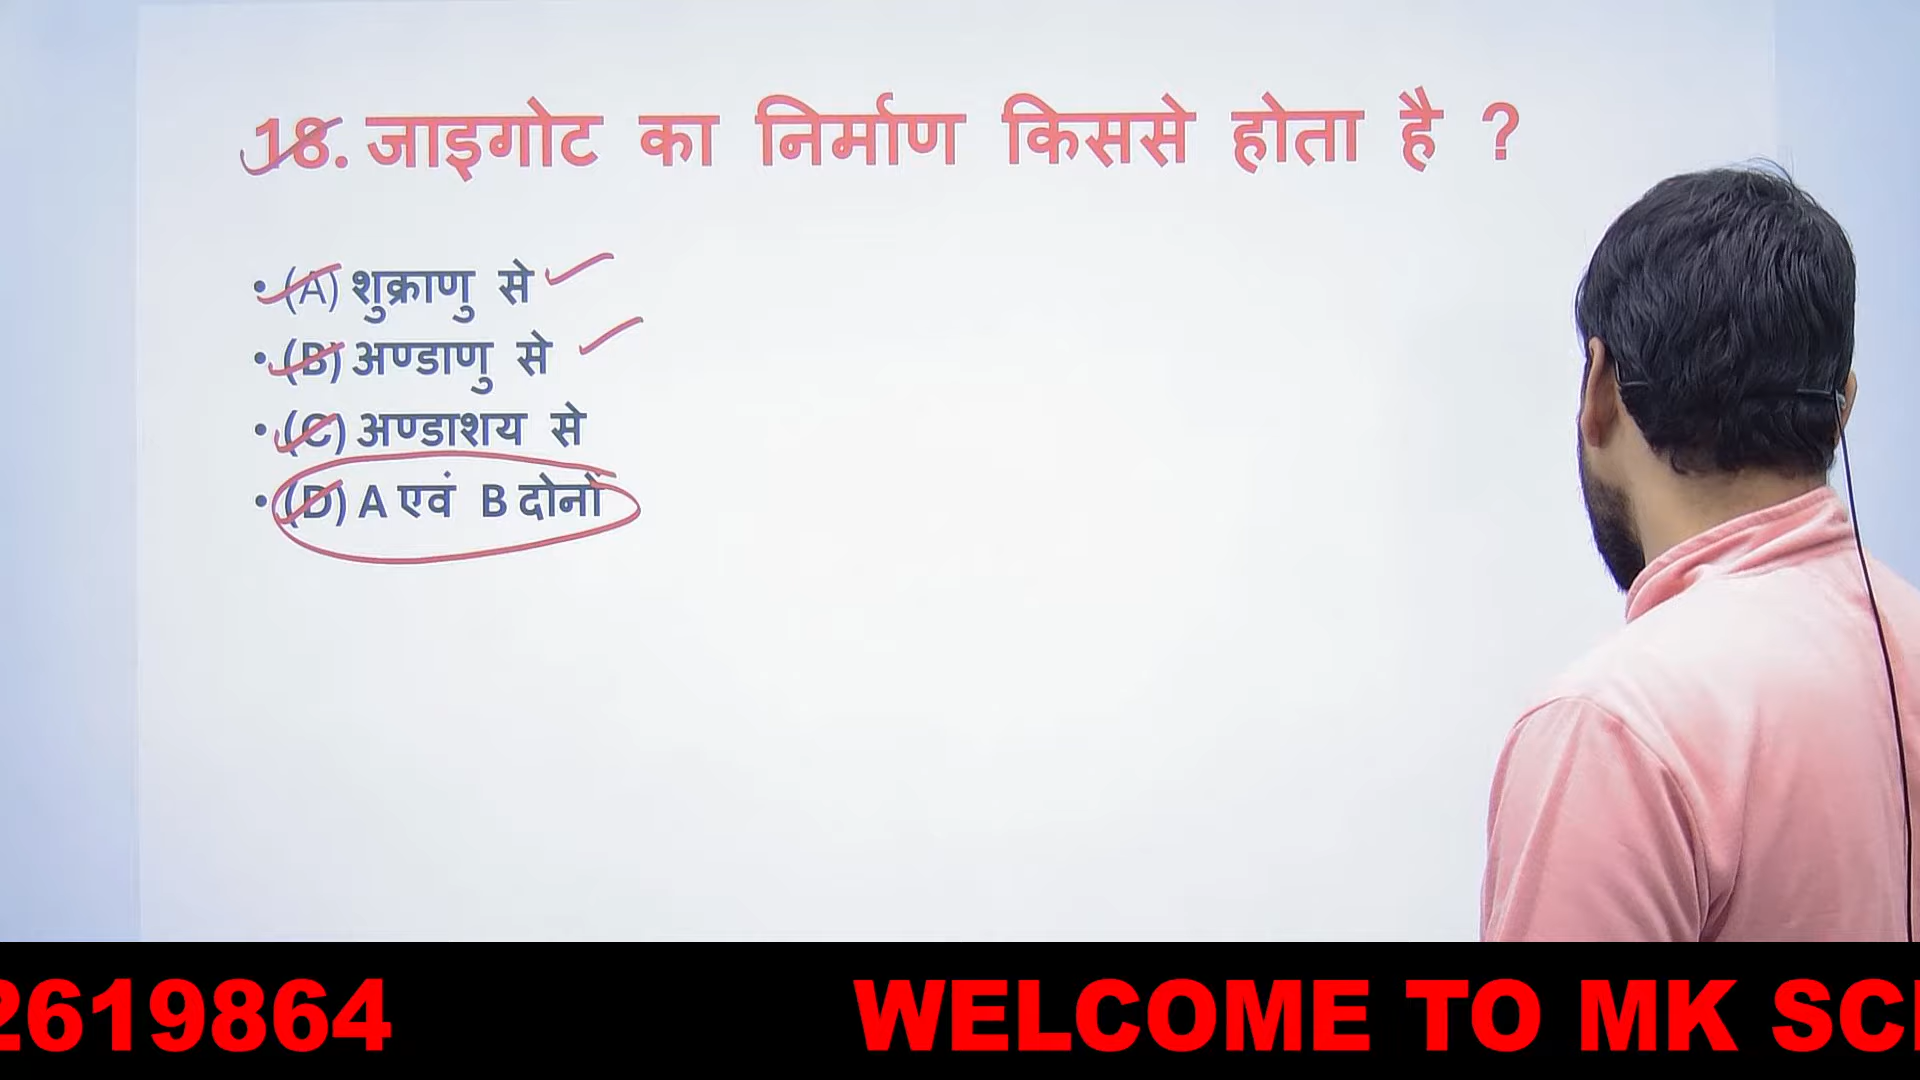 18. जाइगोट का निर्माण किससे होता है ?
• (A) शुक्राणु से
• (B) अण्डाणु से
• (C) अण्डाशय से
• (D) A एवं B दोनों
2619864 WELCOME TO MK SC